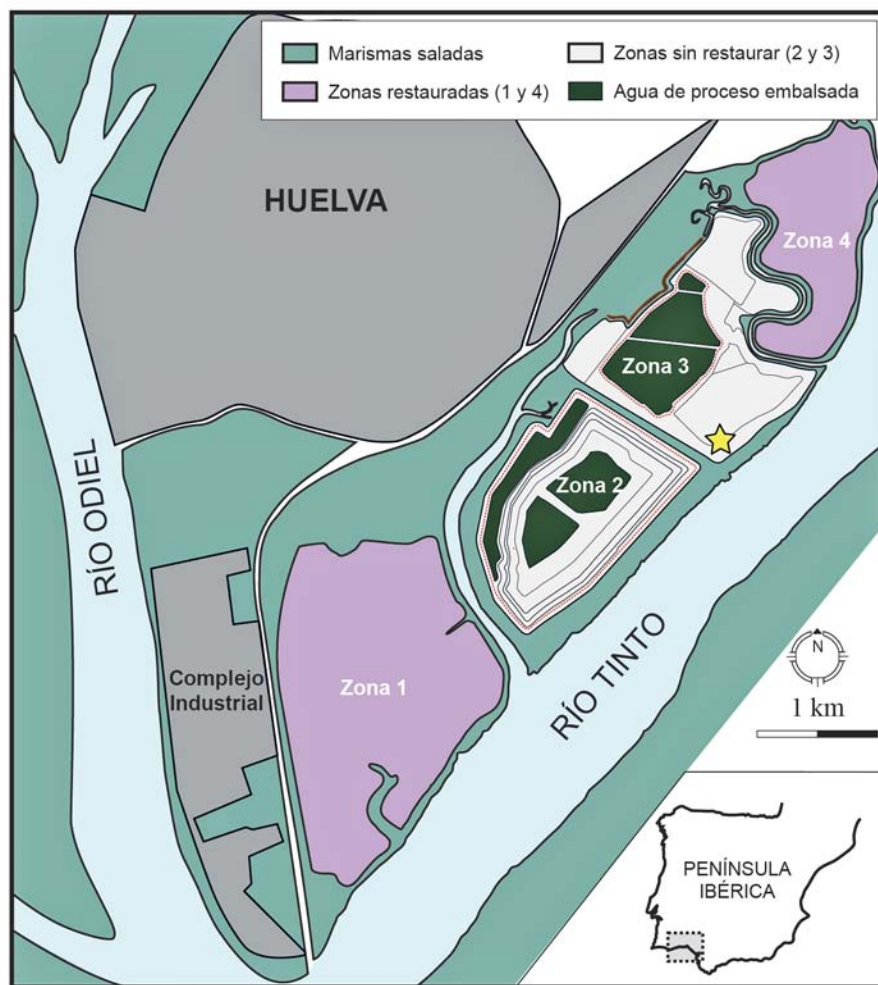 Marismas saladas
Zonas sin restaurar (2 y 3)
Zonas restauradas (1 y 4)
Agua de proceso embalsada
HUELVA
Zona 4
Zona 3
Zona 2
RÍO ODIEL
RÍO TINTO
Complejo
Industrial
Zona 1
N
1 km
PENÍNSULA
IBÉRICA